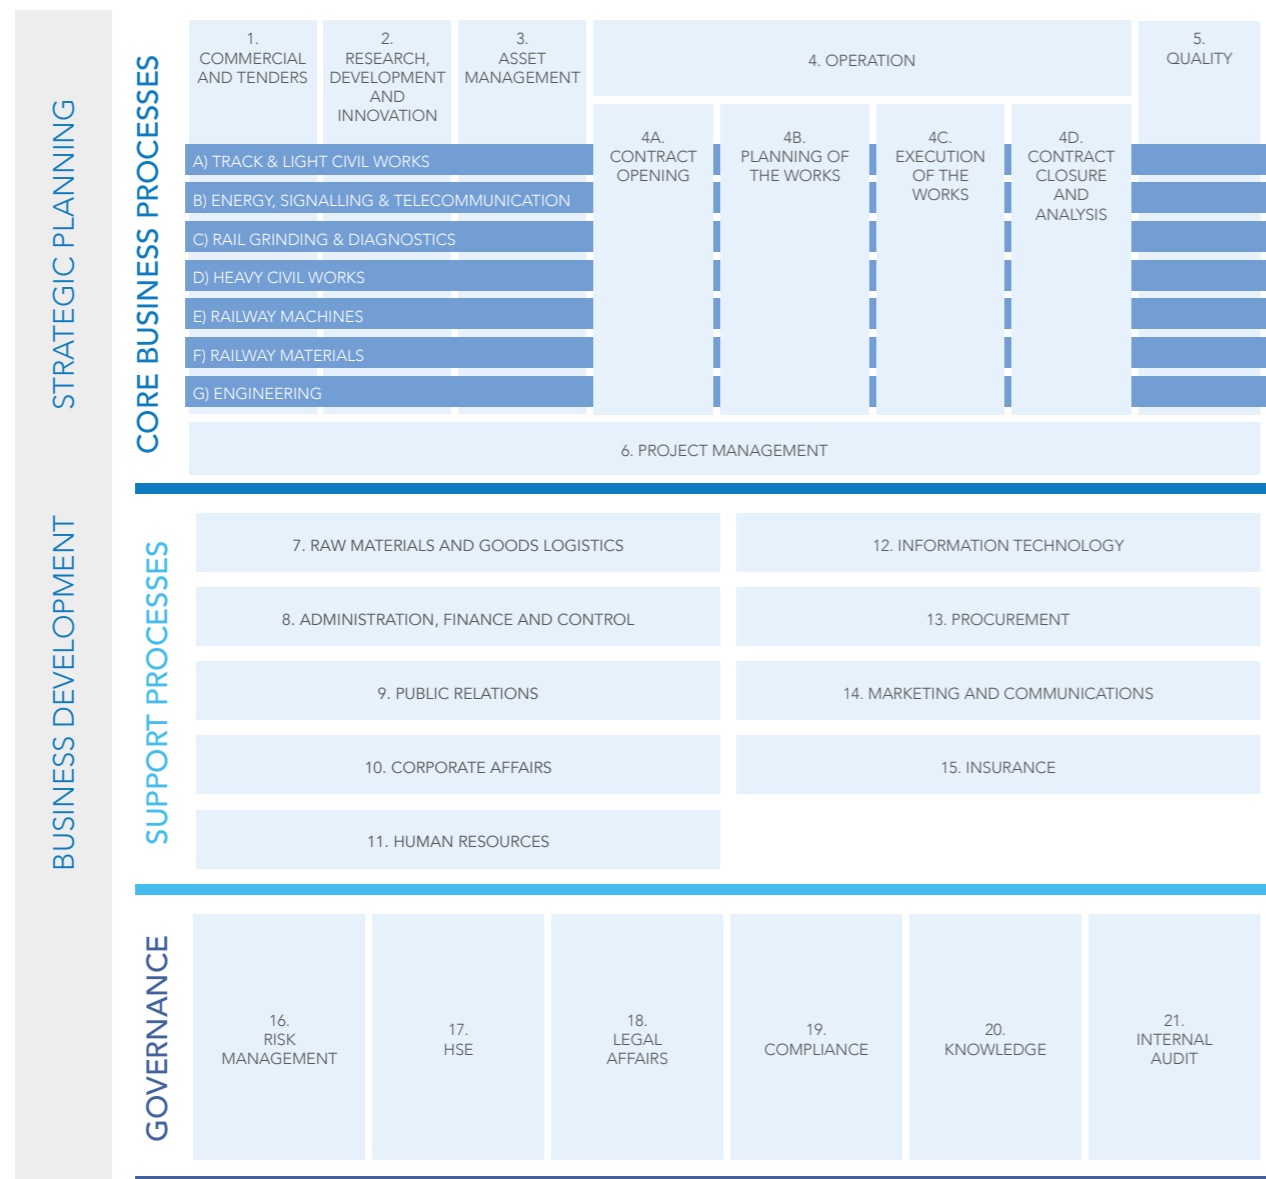 STRATEGIC PLANNING
BUSINESS DEVELOPMENT
CORE BUSINESS PROCESSES
1.
COMMERCIAL
AND TENDERS
2.
RESEARCH,
DEVELOPMENT
AND
INNOVATION
3.
ASSET
MANAGEMENT
4. OPERATION
4A.
CONTRACT
OPENING
4B.
PLANNING OF
THE WORKS
4C.
EXECUTION
OF THE
WORKS
4D.
CONTRACT
CLOSURE
AND
ANALYSIS
5.
QUALITY
A) TRACK & LIGHT CIVIL WORKS
B) ENERGY, SIGNALLING & TELECOMMUNICATION
C) RAIL GRINDING & DIAGNOSTICS
D) HEAVY CIVIL WORKS
E) RAILWAY MACHINES
F) RAILWAY MATERIALS
G) ENGINEERING
6. PROJECT MANAGEMENT
SUPPORT PROCESSES
7. RAW MATERIALS AND GOODS LOGISTICS
8. ADMINISTRATION, FINANCE AND CONTROL
9. PUBLIC RELATIONS
10. CORPORATE AFFAIRS
11. HUMAN RESOURCES
12. INFORMATION TECHNOLOGY
13. PROCUREMENT
14. MARKETING AND COMMUNICATIONS
15. INSURANCE
GOVERNANCE
16.
RISK
MANAGEMENT
17.
HSE
18.
LEGAL
AFFAIRS
19.
COMPLIANCE
20.
KNOWLEDGE
21.
INTERNAL
AUDIT